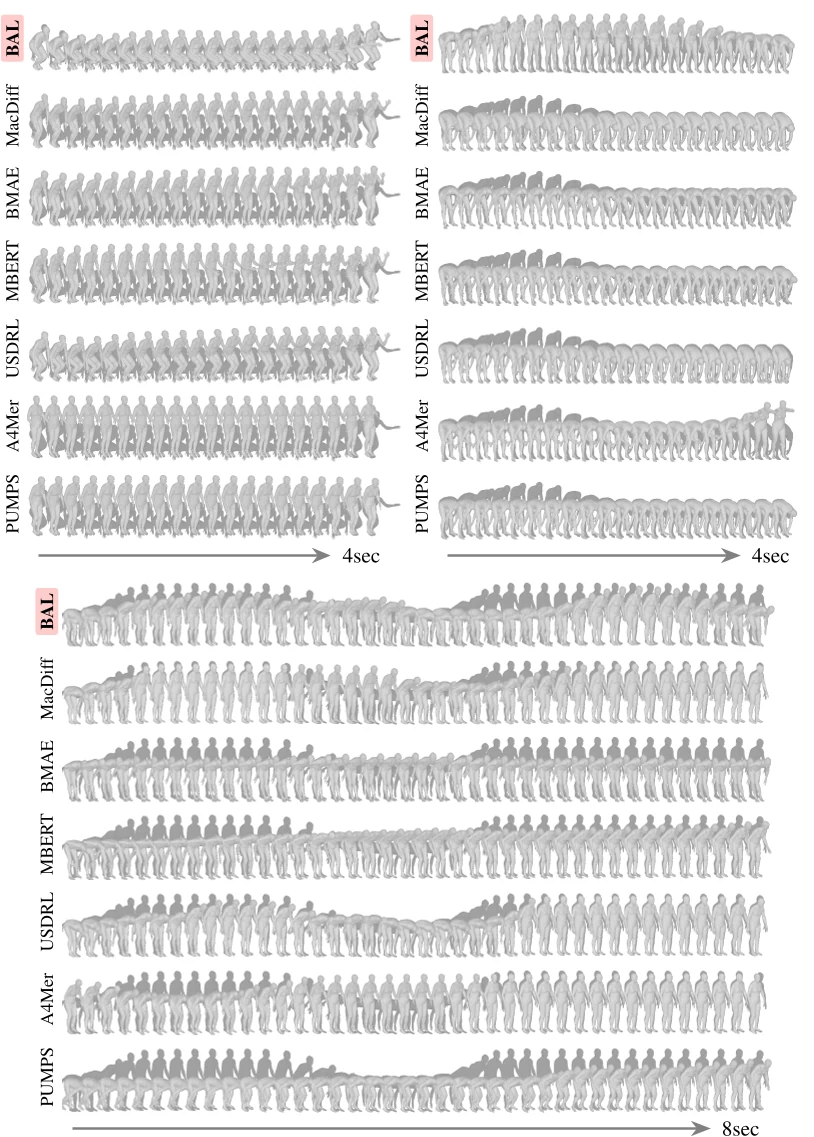 BAL
MacDiff
BMAE
MBERT
USDRL
A4Mer
PUMPS
4sec
BAL
MacDiff
BMAE
MBERT
USDRL
A4Mer
PUMPS
4sec
BAL
MacDiff
BMAE
MBERT
USDRL
A4Mer
PUMPS
8sec